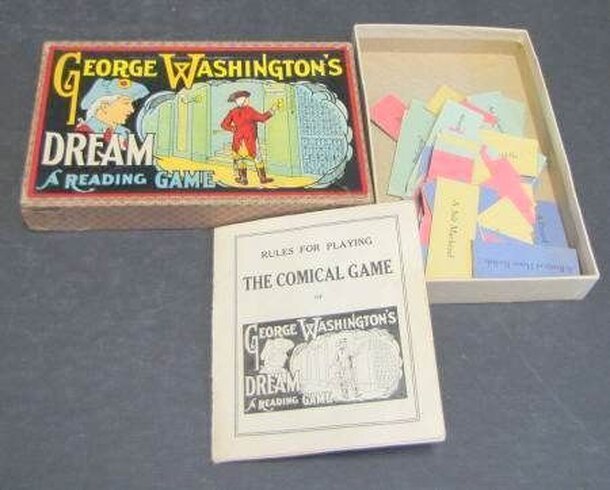 GEORGE WASHINGTON'S
DREAM
A READING GAME
RULES FOR PLAYING
THE COMICAL GAME
OF
GEORGE WASHINGTON'S
DREAM
A READING GAME